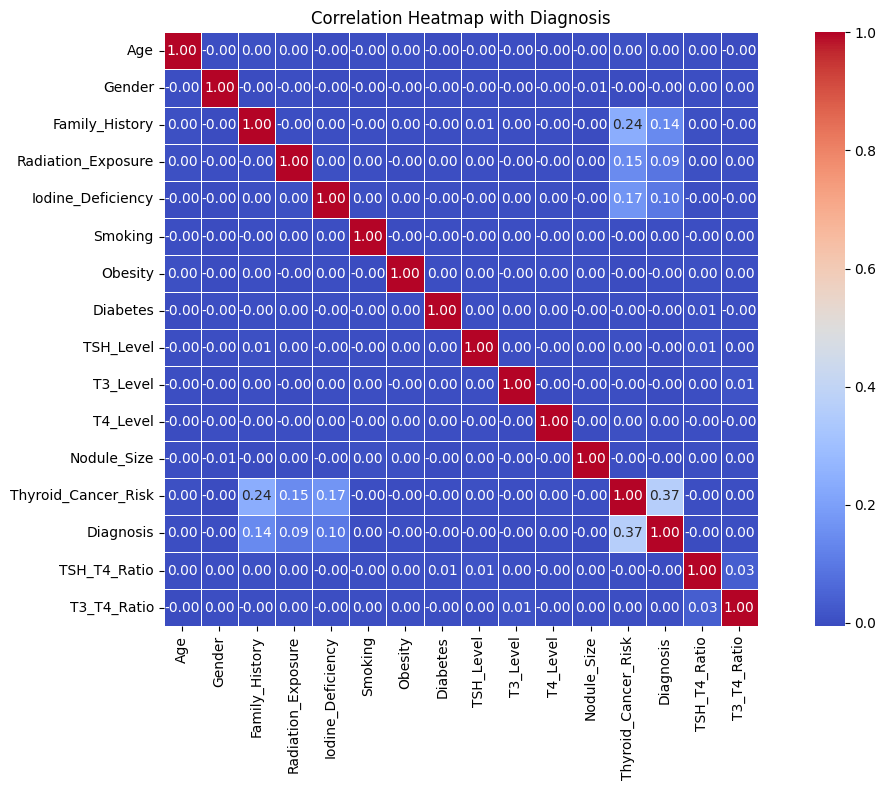 Correlation Heatmap with Diagnosis
Age 1.00 -0.00 0.00 0.00 -0.00 -0.00 0.00 -0.00 -0.00 -0.00 -0.00 -0.00 0.00 0.00 0.00 -0.00
Gender -0.00 1.00 -0.00 -0.00 -0.00 -0.00 -0.00 -0.00 -0.00 -0.00 -0.00 -0.01 -0.00 -0.00 0.00 0.00
Family_History 0.00 -0.00 1.00 -0.00 0.00 -0.00 0.00 -0.00 0.01 0.00 -0.00 -0.00 0.24 0.14 0.00 -0.00
Radiation_Exposure 0.00 -0.00 -0.00 1.00 0.00 0.00 -0.00 0.00 0.00 -0.00 0.00 0.00 0.15 0.09 0.00 0.00
Iodine_Deficiency -0.00 -0.00 0.00 0.00 1.00 0.00 0.00 -0.00 -0.00 0.00 0.00 -0.00 0.17 0.10 -0.00 -0.00
Smoking -0.00 -0.00 -0.00 0.00 0.00 1.00 -0.00 -0.00 -0.00 0.00 -0.00 0.00 -0.00 0.00 -0.00 0.00
Obesity 0.00 -0.00 0.00 -0.00 0.00 -0.00 1.00 0.00 0.00 -0.00 0.00 -0.00 -0.00 -0.00 0.00 0.00
Diabetes -0.00 -0.00 -0.00 0.00 -0.00 -0.00 0.00 1.00 0.00 0.00 -0.00 0.00 -0.00 -0.00 0.01 -0.00
TSH_Level -0.00 -0.00 0.01 0.00 -0.00 -0.00 0.00 0.00 1.00 0.00 -0.00 0.00 0.00 -0.00 0.01 0.00
T3_Level -0.00 -0.00 0.00 -0.00 0.00 0.00 -0.00 0.00 0.00 1.00 -0.00 -0.00 -0.00 -0.00 0.00 0.01
T4_Level -0.00 -0.00 -0.00 0.00 0.00 -0.00 0.00 -0.00 -0.00 -0.00 1.00 -0.00 0.00 0.00 -0.00 -0.00
Nodule_Size -0.00 -0.01 -0.00 0.00 -0.00 0.00 -0.00 0.00 0.00 -0.00 -0.00 1.00 -0.00 -0.00 -0.00 0.00
Thyroid_Cancer_Risk 0.00 -0.00 0.24 0.15 0.17 -0.00 -0.00 -0.00 0.00 -0.00 0.00 -0.00 1.00 0.37 -0.00 0.00
Diagnosis 0.00 -0.00 0.14 0.09 0.10 0.00 -0.00 -0.00 -0.00 -0.00 0.00 -0.00 0.37 1.00 -0.00 0.00
TSH_T4_Ratio 0.00 0.00 0.00 0.00 -0.00 -0.00 0.00 0.01 0.01 0.00 -0.00 -0.00 -0.00 -0.00 1.00 0.03
T3_T4_Ratio -0.00 0.00 -0.00 0.00 -0.00 0.00 0.00 -0.00 0.00 0.01 -0.00 0.00 0.00 0.00 0.03 1.00
Age
Gender
Family_History
Radiation_Exposure
Iodine_Deficiency
Smoking
Obesity
Diabetes
TSH_Level
T3_Level
T4_Level
Nodule_Size
Thyroid_Cancer_Risk
Diagnosis
TSH_T4_Ratio
T3_T4_Ratio
1.0
0.8
0.6
0.4
0.2
0.0